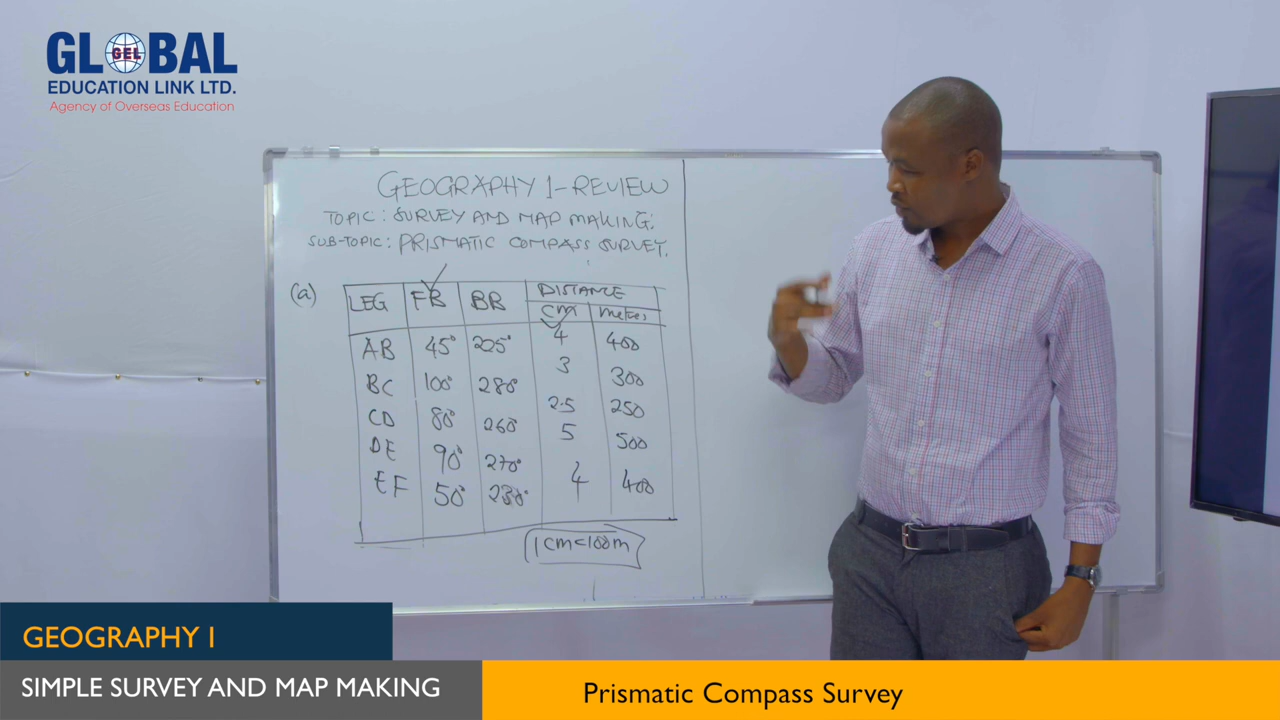 GLOBAL
GEL
EDUCATION LINK LTD.
Agency of Overseas Education
GEOGRAPHY 1-REVIEW
TOPIC: SURVEY AND MAP MAKING:
SUB-TOPIC: PRISMATIC COMPASS SURVEY.
(a)
LEG FB BB DISTANCE
cm metres
AB 45° 225° 4 400
BC 100° 280° 3 300
CD 80° 260° 2.5 250
DE 90° 270° 5 500
EF 50° 230° 4 400
1cm=100m
GEOGRAPHY I
SIMPLE SURVEY AND MAP MAKING
Prismatic Compass Survey